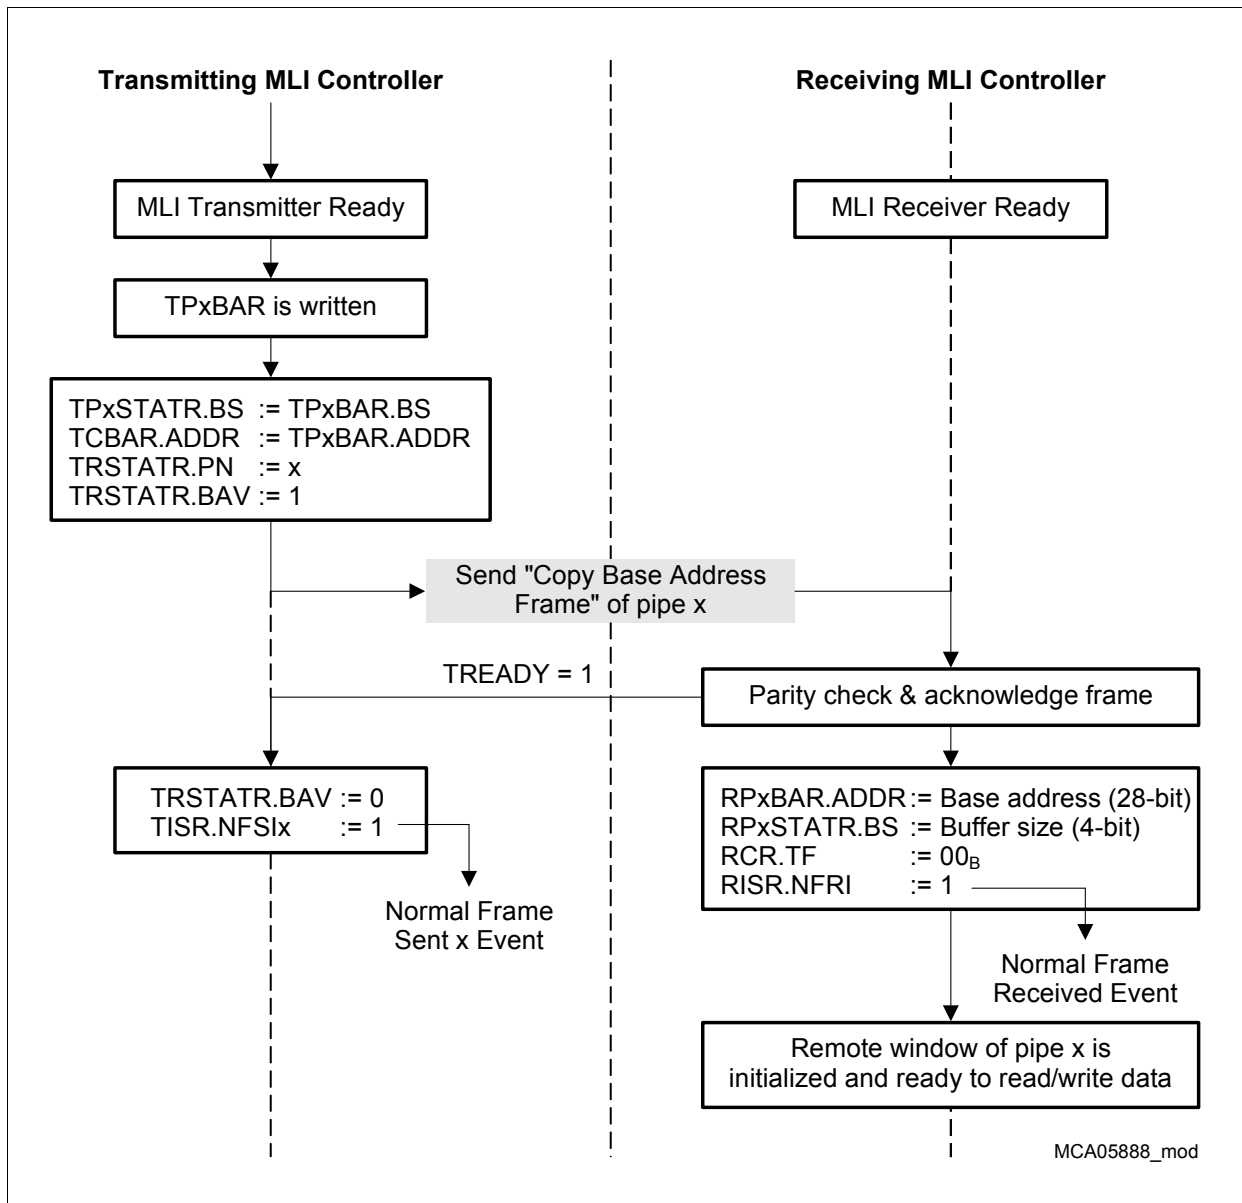 Transmitting MLI Controller
Receiving MLI Controller
MLI Transmitter Ready
MLI Receiver Ready
TPxBAR is written
TPxSTATR.BS := TPxBAR.BS
TCBAR.ADDR := TPxBAR.ADDR
TRSTATR.PN := x
TRSTATR.BAV := 1
Send "Copy Base Address
Frame" of pipe x
TREADY = 1
Parity check & acknowledge frame
TRSTATR.BAV := 0
TISR.NFSIx := 1
Normal Frame
Sent x Event
RPxBAR.ADDR := Base address (28-bit)
RPxSTATR.BS := Buffer size (4-bit)
RCR.TF := 00B
RISR.NFRI := 1
Normal Frame
Received Event
Remote window of pipe x is
initialized and ready to read/write data
MCA05888_mod